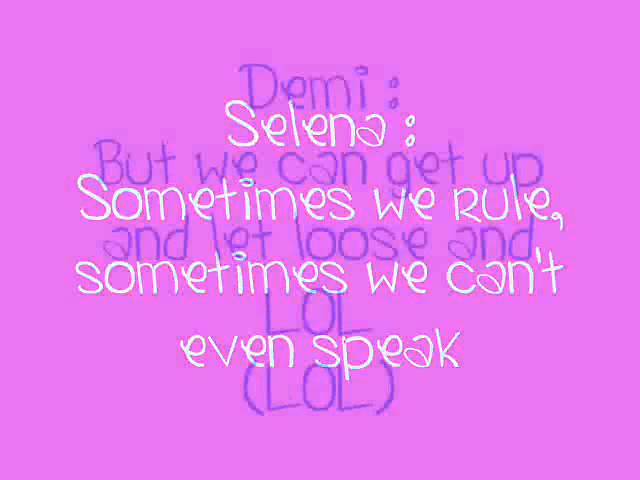 Demi :
Selena :
But we can get up
Sometimes we Rule,
and let loose and
sometimes we can't
LOL
even speak
(LOL)